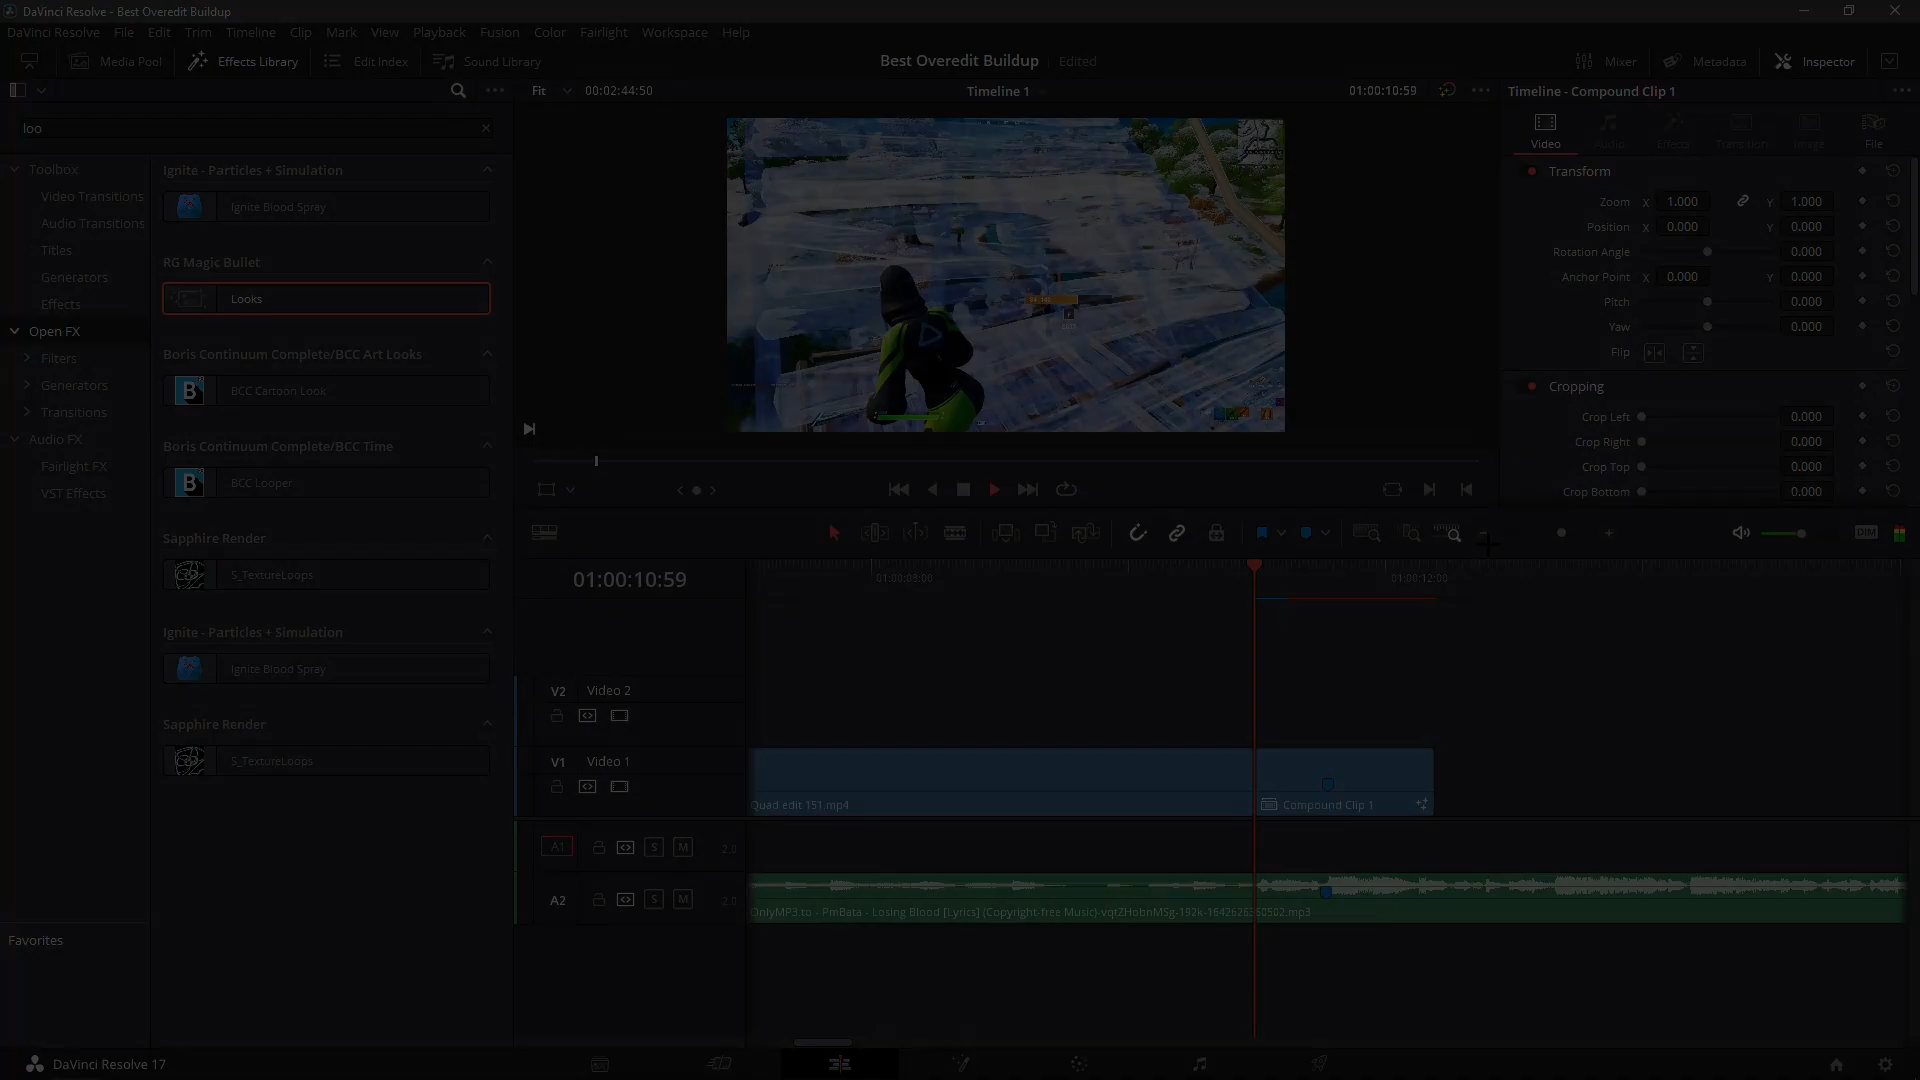 DaVinci Resolve - Best Overedit Buildup
DaVinci Resolve File Edit Trim Timeline Clip Mark View Playback Fusion Color Fairlight Workspace Help
Media Pool Effects Library Edit Index Sound Library Best Overedit Buildup Edited Mixer Metadata Inspector
Fit 00:02:44:50 Timeline 1 01:00:10:59 Timeline - Compound Clip 1
loo
Video Audio Effects Transition Image File
Toolbox
Video Transitions
Audio Transitions
Titles
Generators
Effects
Open FX
Filters
Generators
Transitions
Audio FX
Fairlight FX
VST Effects
Favorites
Ignite - Particles + Simulation
Ignite Blood Spray
RG Magic Bullet
Looks
Boris Continuum Complete/BCC Art Looks
B BCC Cartoon Look
Boris Continuum Complete/BCC Time
B BCC Looper
Sapphire Render
S_TextureLoops
Ignite - Particles + Simulation
Ignite Blood Spray
Sapphire Render
S_TextureLoops
Transform
Zoom X 1.000 Y 1.000
Position X 0.000 Y 0.000
Rotation Angle 0.000
Anchor Point X 0.000 Y 0.000
Pitch 0.000
Yaw 0.000
Flip
Cropping
Crop Left 0.000
Crop Right 0.000
Crop Top 0.000
Crop Bottom 0.000
DIM
01:00:10:59 01:00:08:00 01:00:12:00
V2 Video 2
V1 Video 1
Quad edit 151.mp4 Compound Clip 1
A1 S M 2.0
A2 S M 2.0
OnlyMP3.to - PmBata - Losing Blood [Lyrics] (Copyright-free Music)-vqtZHobnMSg-192k-1642626360502.mp3
DaVinci Resolve 17